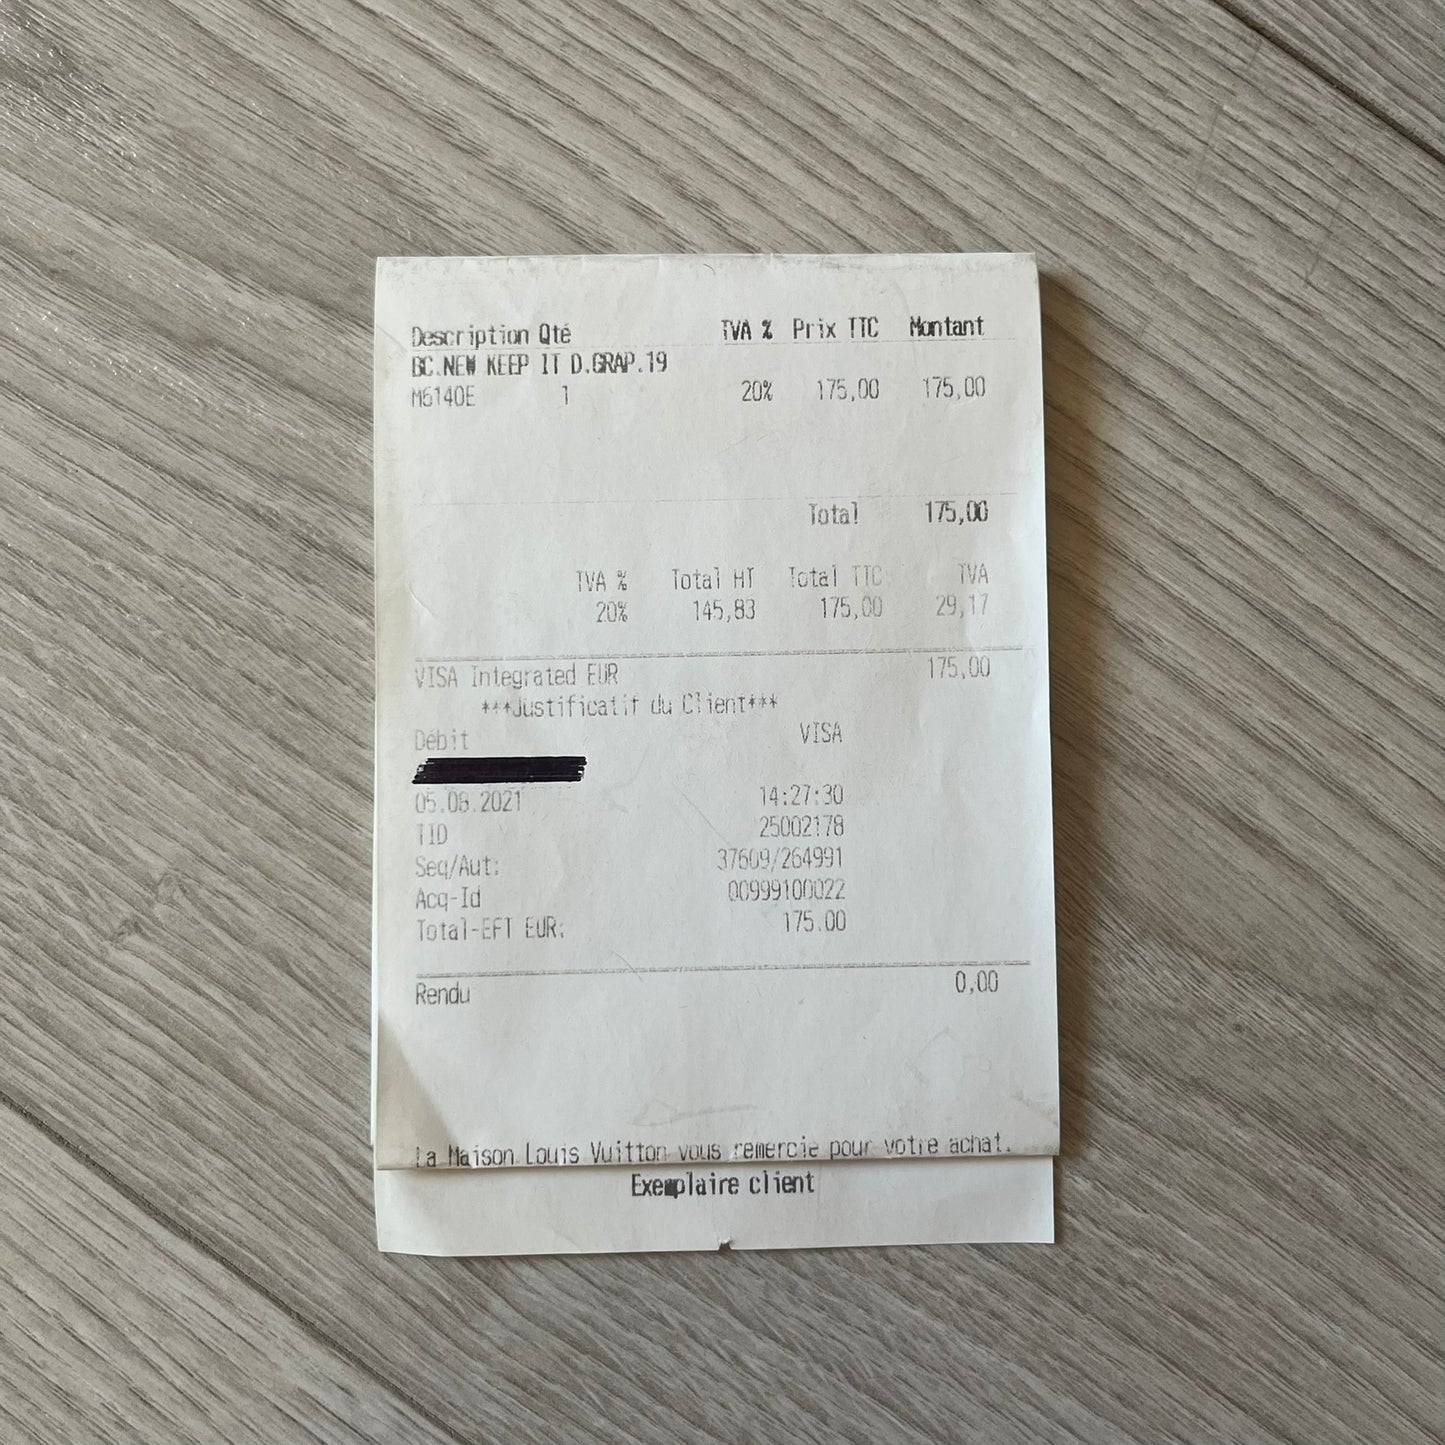 Description Qté TVA % Prix TTC Montant
BC.NEW KEEP IT D.GRAP.19
M6140E 1 20% 175,00 175,00
Total 175,00
TVA % Total HT Total TTC TVA
20% 145,83 175,00 29,17
VISA Integrated EUR 175,00
***Justificatif du Client***
Débit VISA
05.08.2021 14:27:30
TID 25002178
Seq/Aut: 37609/264991
Acq-Id 00999100022
Total-EFT EUR: 175.00
Rendu 0,00
La Maison Louis Vuitton vous remercie pour votre achat.
Exemplaire client